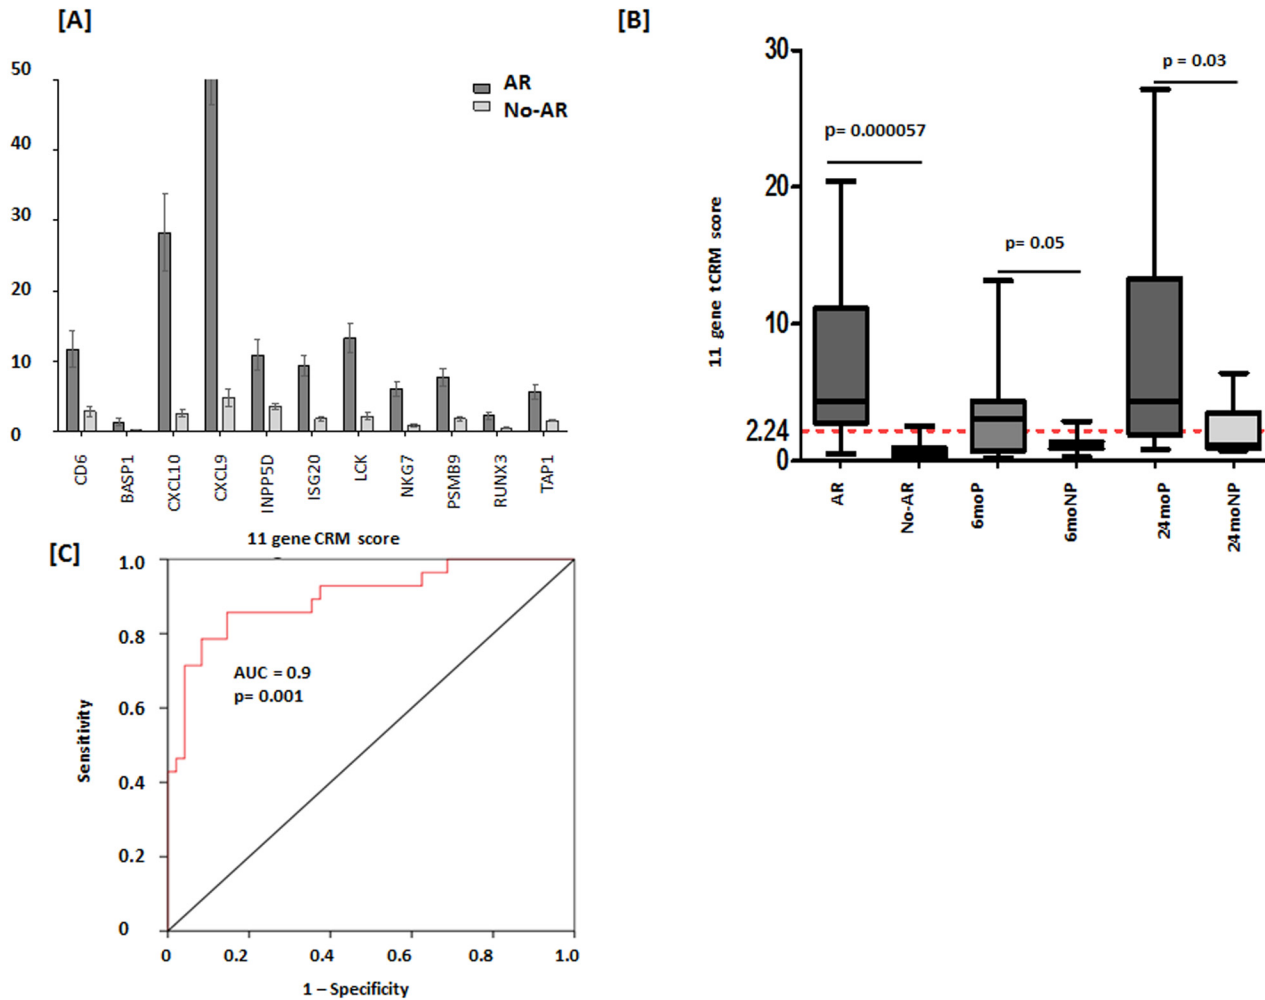 [A]
50
40
30
20
10
0
AR
No-AR
CD6
BASP1
CXCL10
CXCL9
INPP5D
ISG20
LCK
NKG7
PSMB9
RUNX3
TAP1
[B]
11 gene tCRM score
30
20
10
2.24
0
p= 0.000057
p= 0.05
p = 0.03
AR
No-AR
6moP
6moNP
24moP
24moNP
[C]
11 gene CRM score
Sensitivity
1.0
0.8
0.6
0.4
0.2
0
AUC = 0.9
p= 0.001
0
0.2
0.4
0.6
0.8
1.0
1 – Specificity